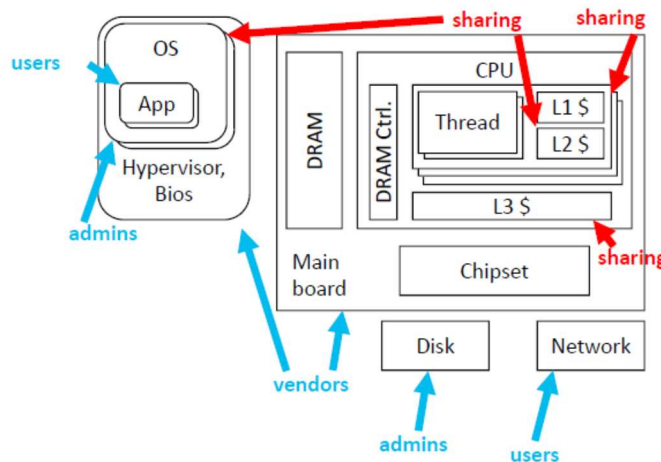 sharing
sharing
OS
users
App
CPU
L1 $
Thread
L2 $
DRAM
DRAM Ctrl.
Hypervisor,
Bios
admins
L3 $
sharing
Main
board
Chipset
Disk
Network
vendors
admins
users